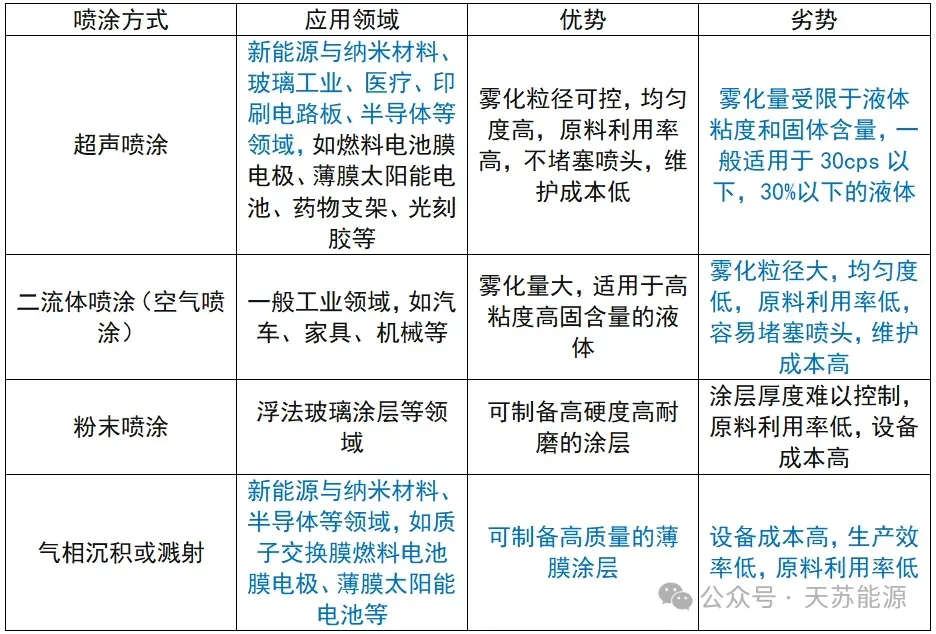 喷涂方式
应用领域
优势
劣势
超声喷涂
新能源与纳米材料、
玻璃工业、医疗、印
刷电路板、半导体等
领域，如燃料电池膜
电极、薄膜太阳能电
池、药物支架、光刻
胶等
雾化粒径可控，均匀
度高，原料利用率
高，不堵塞喷头，维
护成本低
雾化量受限于液体
粘度和固体含量，一
般适用于 30cps 以
下，30%以下的液体
二流体喷涂（空气喷
涂）
一般工业领域，如汽
车、家具、机械等
雾化量大，适用于高
粘度高固含量的液
体
雾化粒径大，均匀度
低，原料利用率低，
容易堵塞喷头，维护
成本高
粉末喷涂
浮法玻璃涂层等领
域
可制备高硬度高耐
磨的涂层
涂层厚度难以控制，
原料利用率低，设备
成本高
气相沉积或溅射
新能源与纳米材料、
半导体等领域，如质
子交换膜燃料电池
膜电极、薄膜太阳能
电池等
可制备高质量的薄
膜涂层
设备成本高，生产效
率低，原料利用率低
公众号·天苏能源